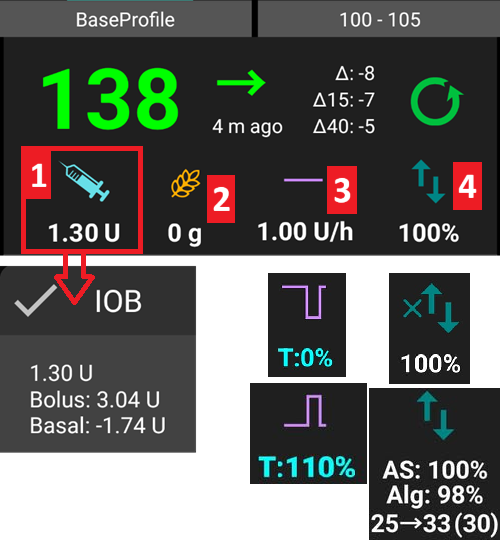 BaseProfile
100 - 105
138
4 m ago
Δ: -8
Δ15: -7
Δ40: -5
1
2
3
4
1.30 U
0 g
1.00 U/h
100%
IOB
1.30 U
Bolus: 3.04 U
Basal: -1.74 U
T:0%
100%
T:110%
AS: 100%
Alg: 98%
25→33(30)